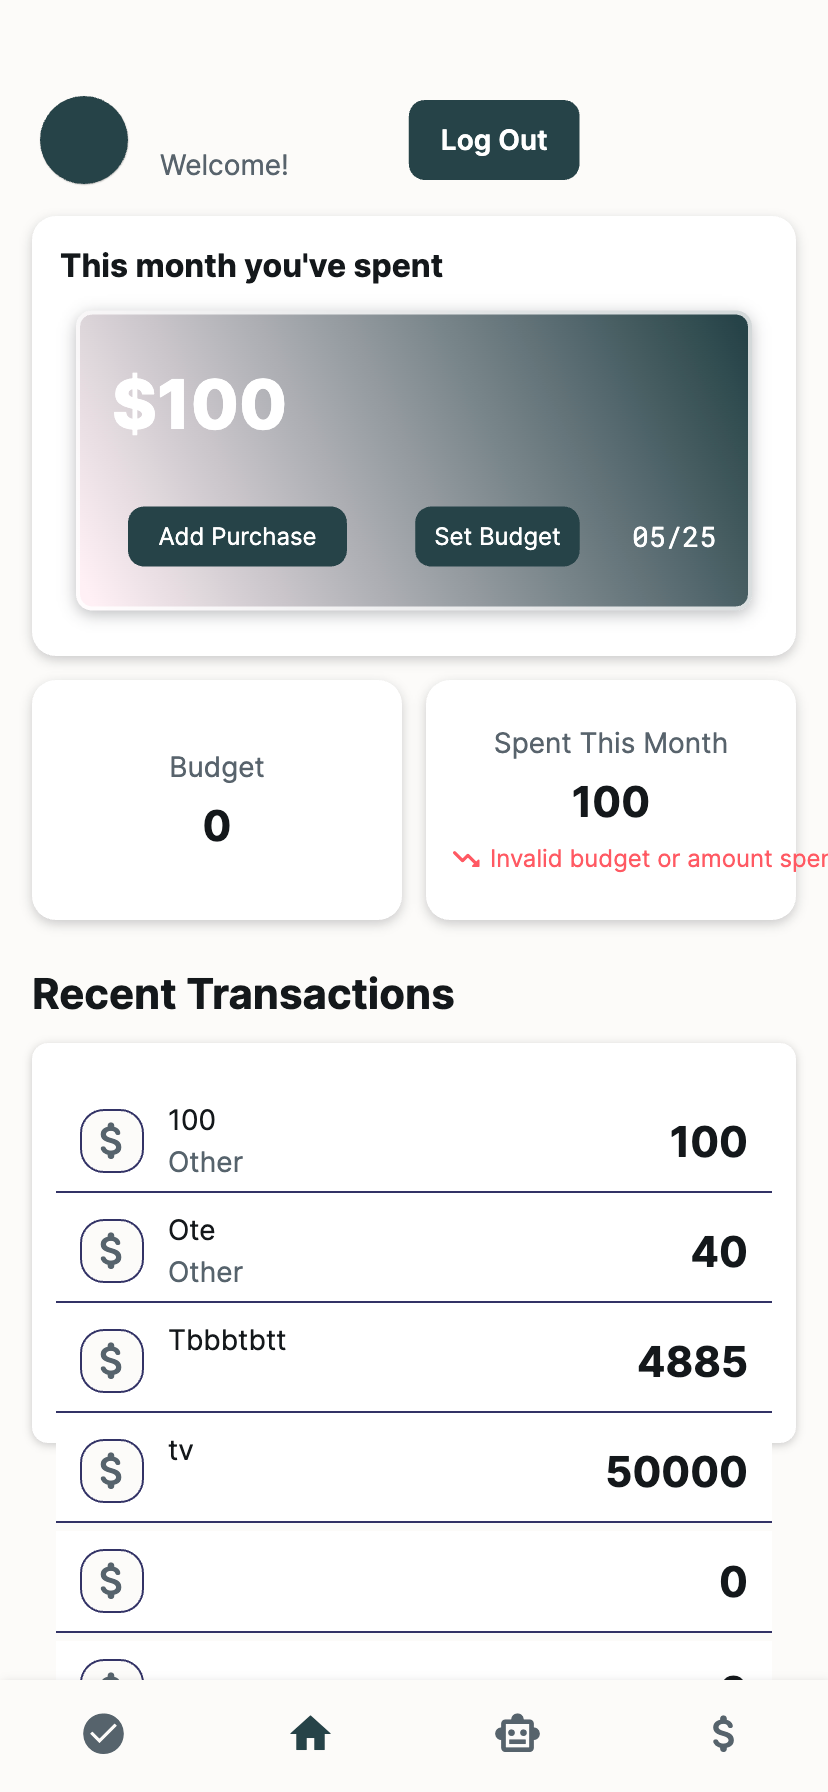 Welcome!
Log Out
This month you've spent
$100
Add Purchase
Set Budget
05/25
Budget
0
Spent This Month
100
Invalid budget or amount
Recent Transactions
100
Other
100
Ote
Other
40
Tbbbtbtt
4885
tv
50000
0